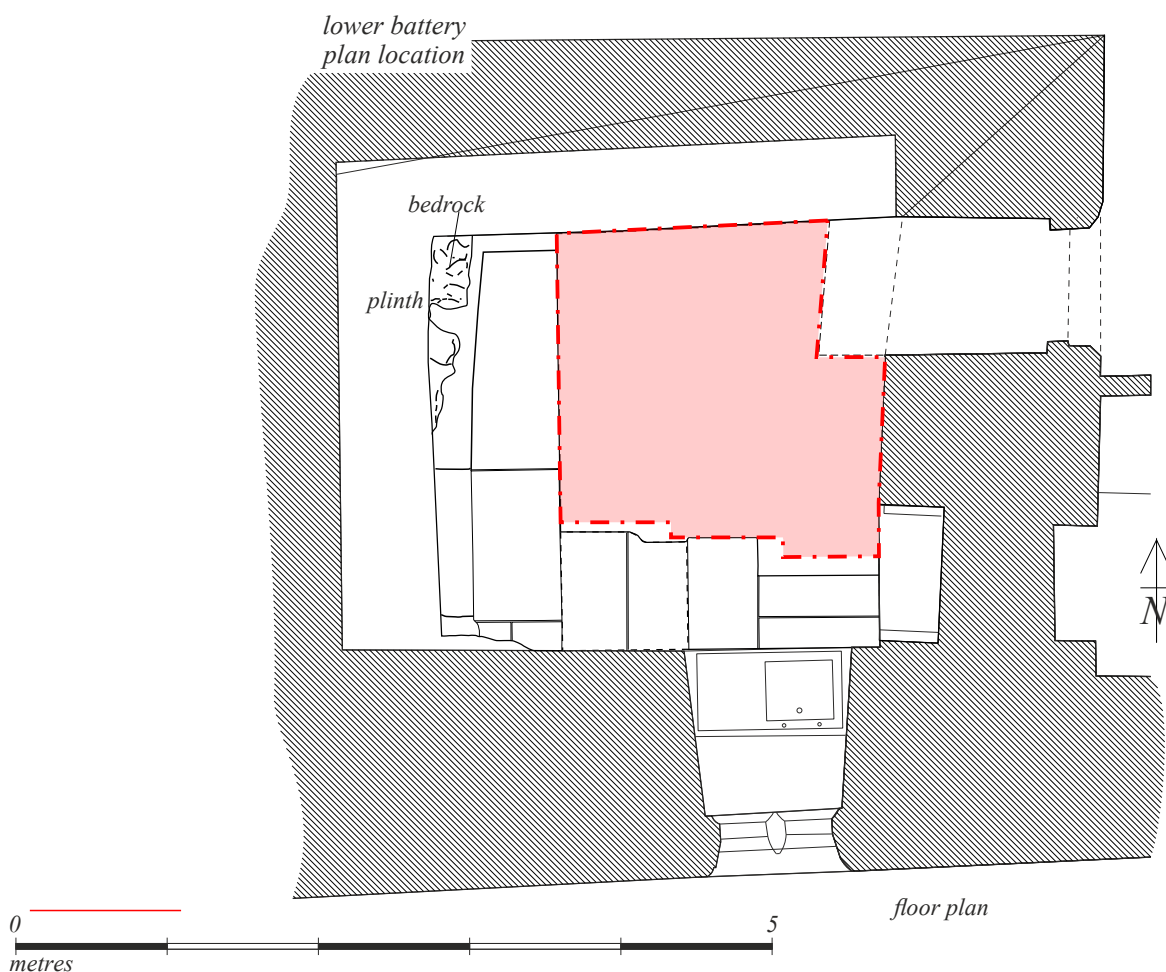 lower battery
plan location
bedrock
plinth
N
floor plan
0 5
metres